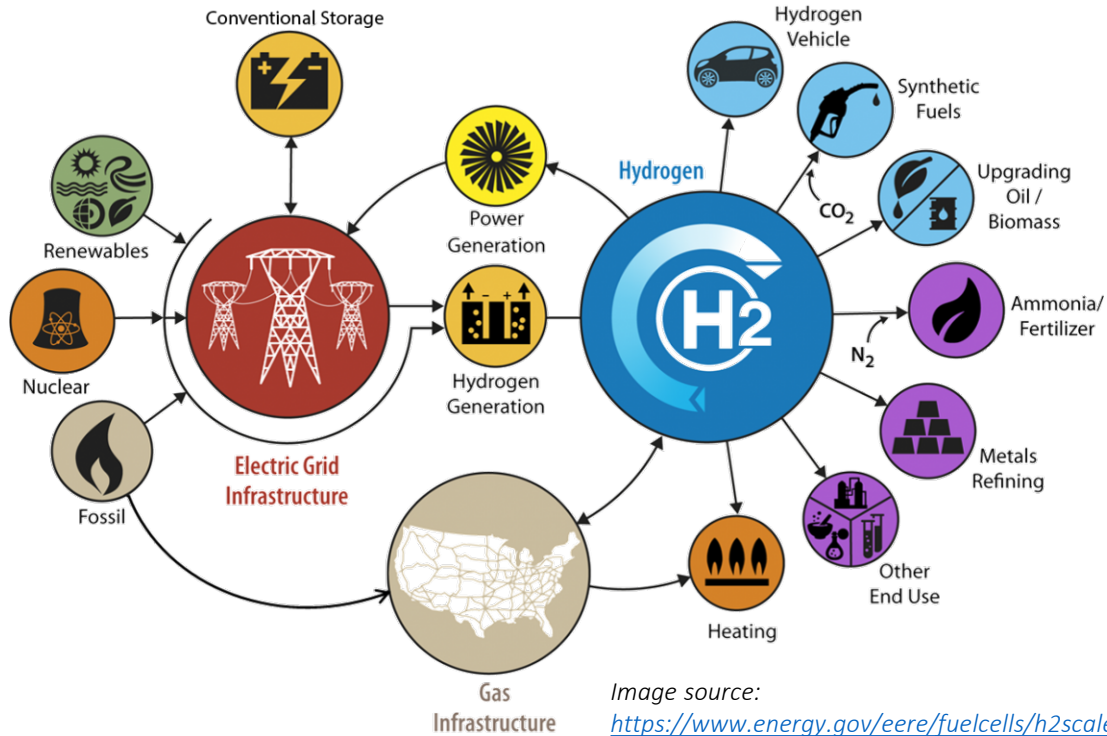 Conventional Storage
Hydrogen
Vehicle
Synthetic
Fuels
Hydrogen
Upgrading
Oil /
Biomass
CO2
Renewables
Power
Generation
H2
Ammonia/
Fertilizer
N2
Nuclear
- +
+ -
Hydrogen
Generation
Electric Grid
Infrastructure
Fossil
Metals
Refining
Other
End Use
Heating
Gas
Infrastructure
Image source:
https://www.energy.gov/eere/fuelcells/h2scale